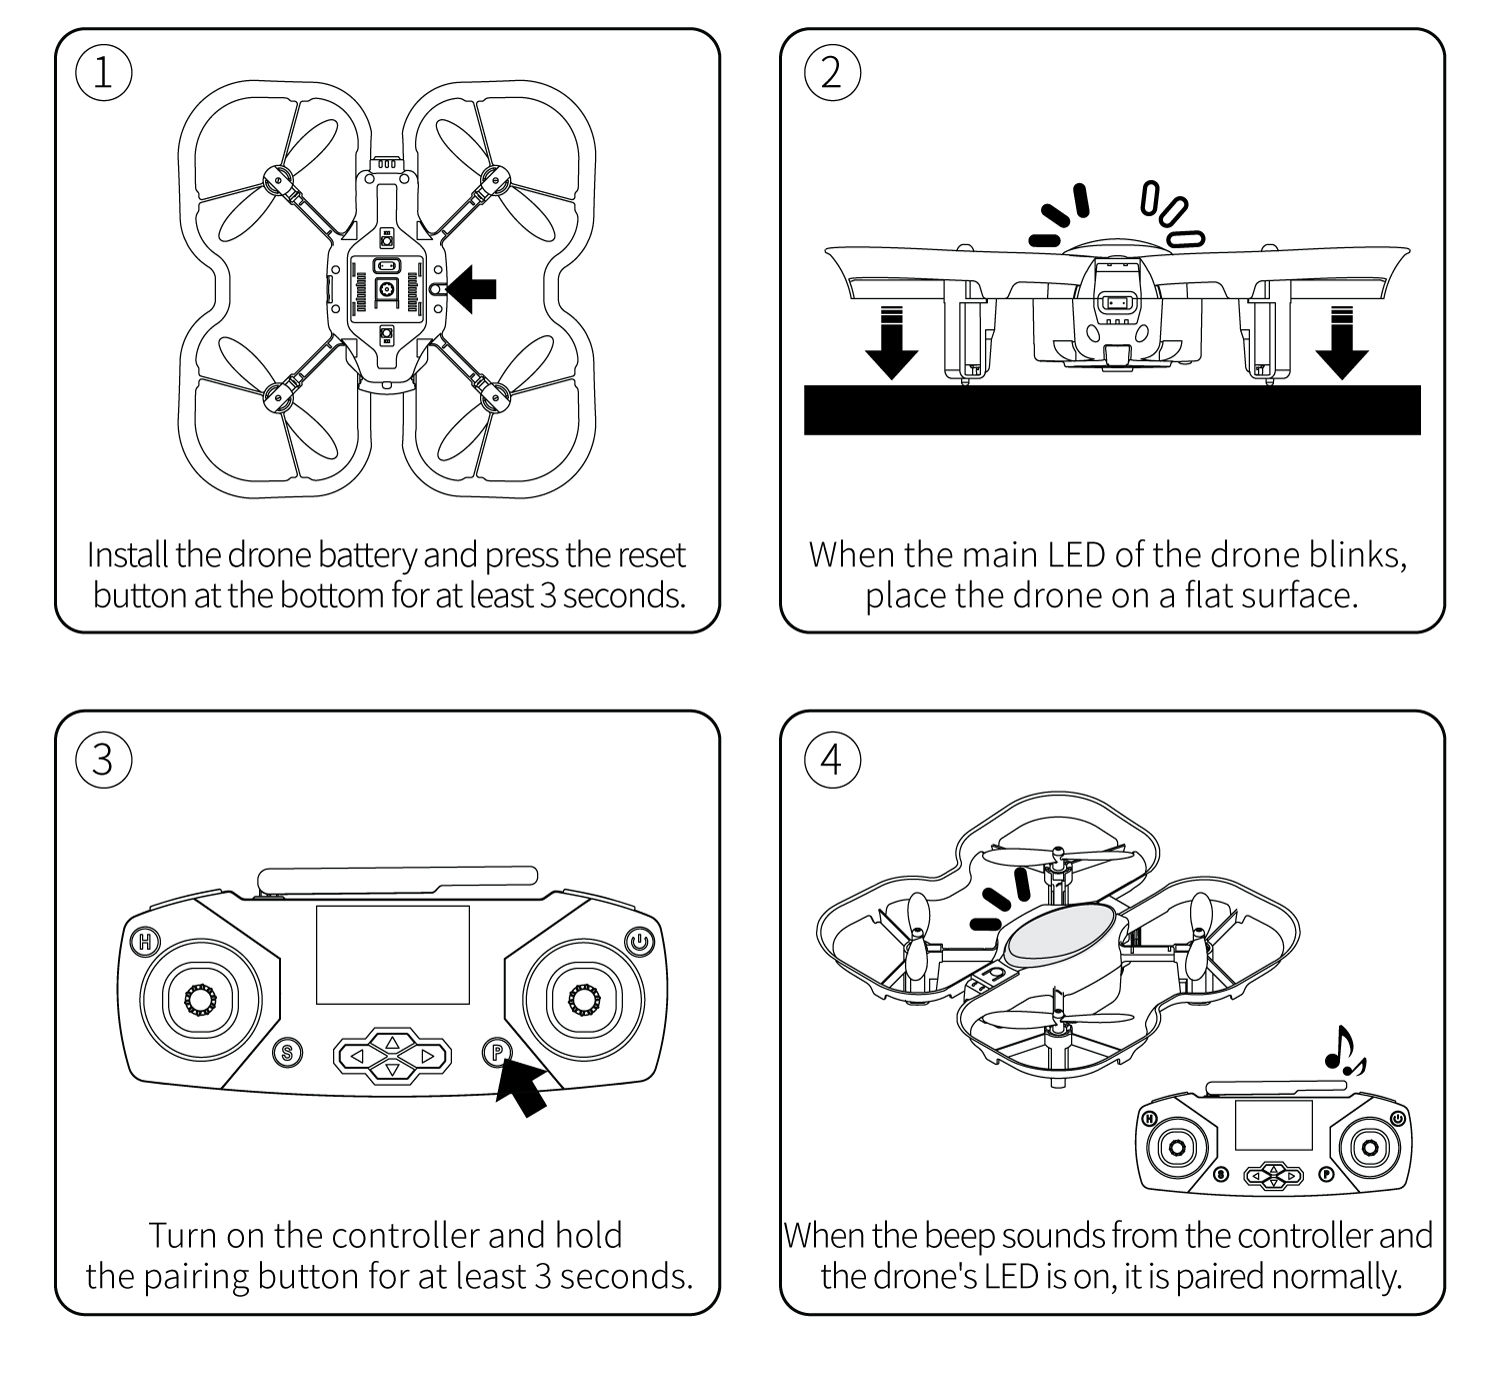 1
Install the drone battery and press the reset
button at the bottom for at least 3 seconds.
2
When the main LED of the drone blinks,
place the drone on a flat surface.
3
H
S
P
Turn on the controller and hold
the pairing button for at least 3 seconds.
4
H
S
P
When the beep sounds from the controller and
the drone's LED is on, it is paired normally.